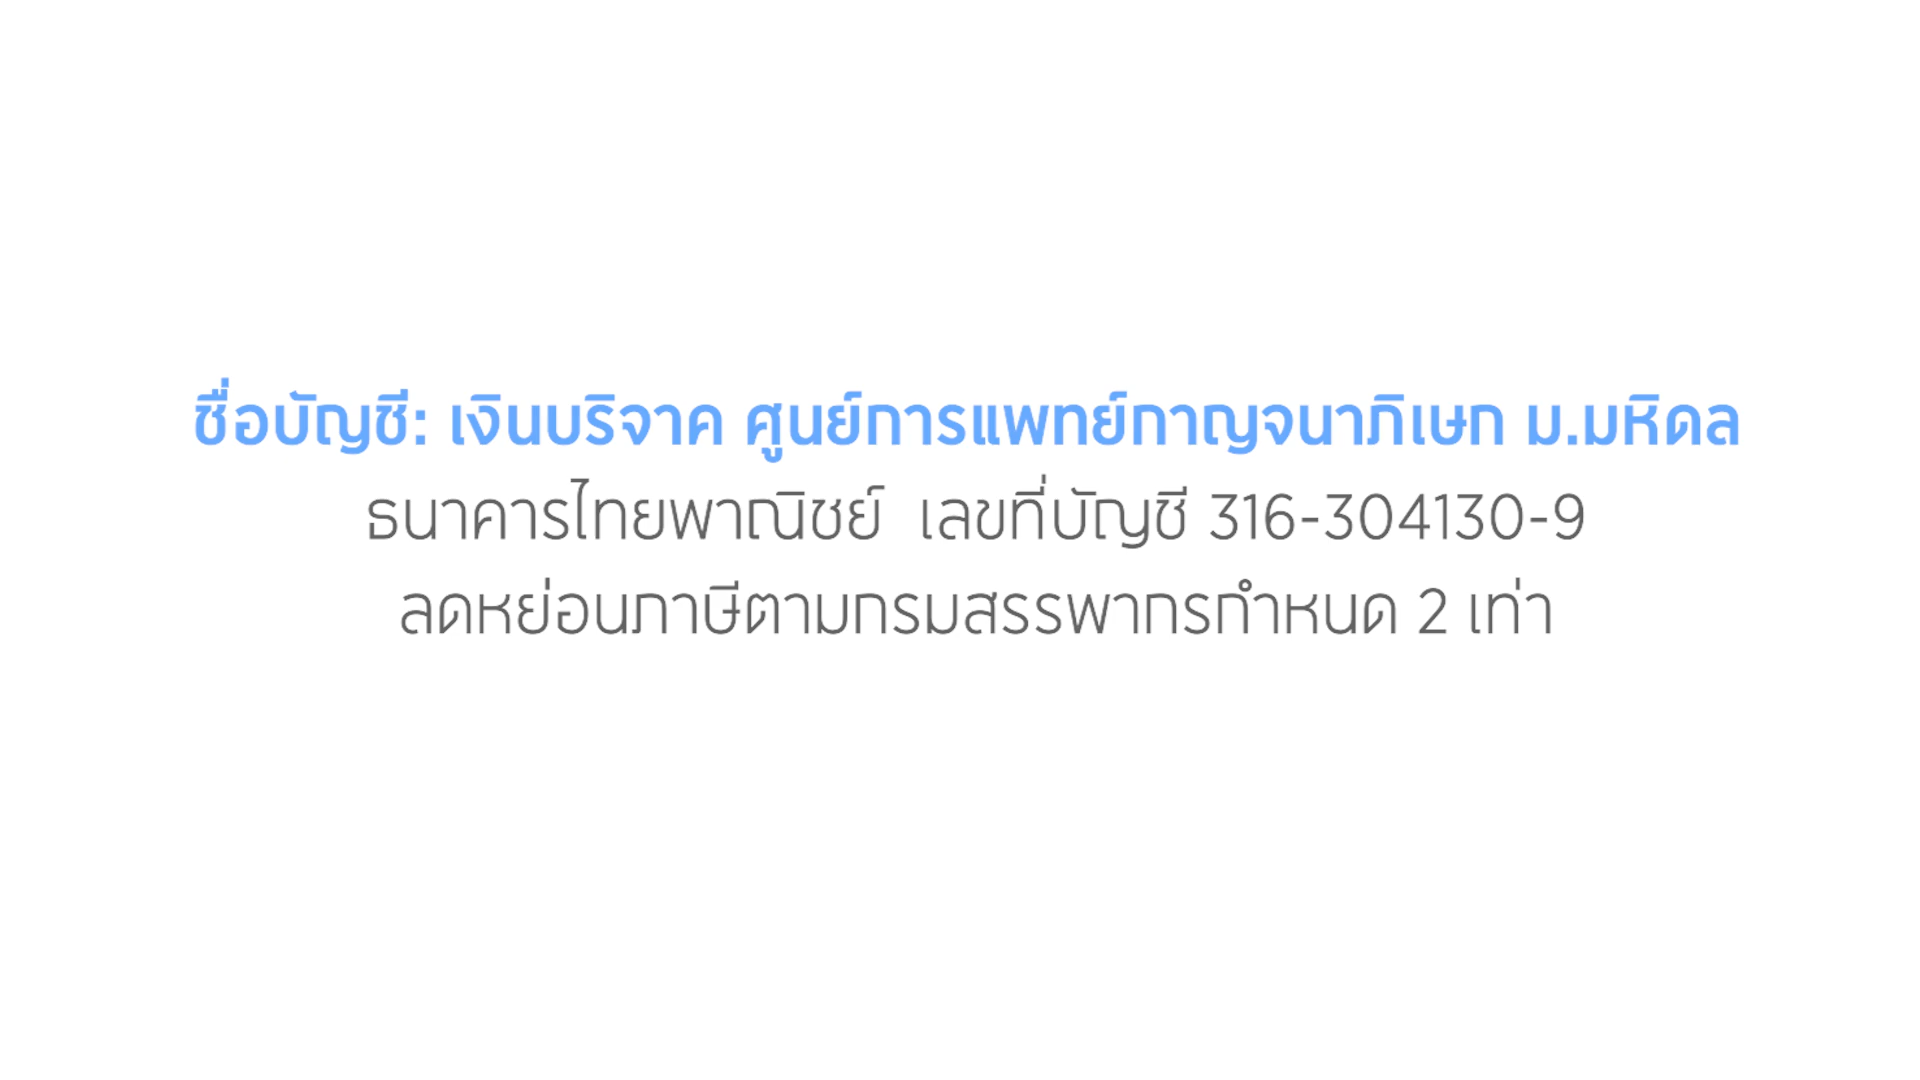 ชื่อบัญชี: เงินบริจาค ศูนย์การแพทย์กาญจนาภิเษก ม.มหิดล
ธนาคารไทยพาณิชย์ เลขที่บัญชี 316-304130-9
ลดหย่อนภาษีตามกรมสรรพากรกำหนด 2 เท่า